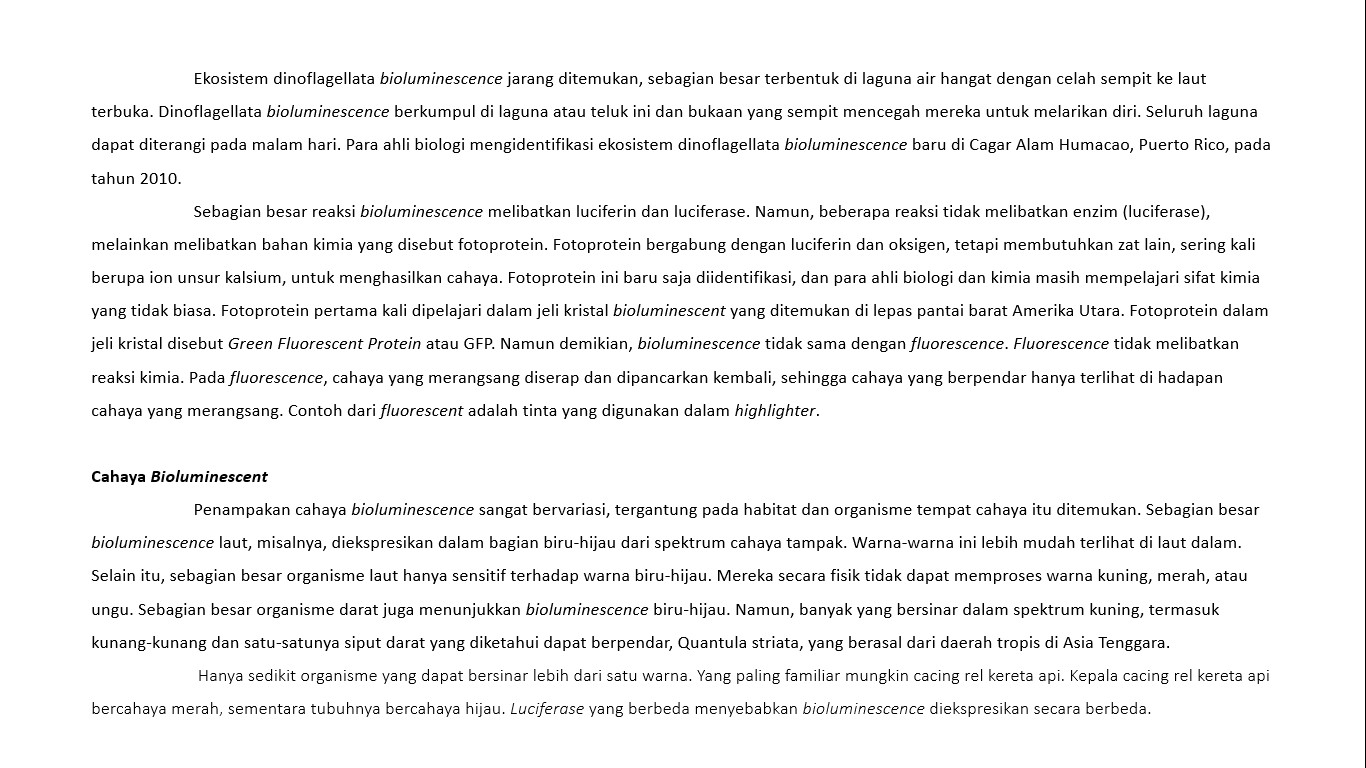 Ekosistem dinoflagellata bioluminescence jarang ditemukan, sebagian besar terbentuk di laguna air hangat dengan celah sempit ke laut
terbuka. Dinoflagellata bioluminescence berkumpul di laguna atau teluk ini dan bukaan yang sempit mencegah mereka untuk melarikan diri. Seluruh laguna
dapat diterangi pada malam hari. Para ahli biologi mengidentifikasi ekosistem dinoflagellata bioluminescence baru di Cagar Alam Humacao, Puerto Rico, pada
tahun 2010.
Sebagian besar reaksi bioluminescence melibatkan luciferin dan luciferase. Namun, beberapa reaksi tidak melibatkan enzim (luciferase),
melainkan melibatkan bahan kimia yang disebut fotoprotein. Fotoprotein bergabung dengan luciferin dan oksigen, tetapi membutuhkan zat lain, sering kali
berupa ion unsur kalsium, untuk menghasilkan cahaya. Fotoprotein ini baru saja diidentifikasi, dan para ahli biologi dan kimia masih mempelajari sifat kimia
yang tidak biasa. Fotoprotein pertama kali dipelajari dalam jeli kristal bioluminescent yang ditemukan di lepas pantai barat Amerika Utara. Fotoprotein dalam
jeli kristal disebut Green Fluorescent Protein atau GFP. Namun demikian, bioluminescence tidak sama dengan fluorescence. Fluorescence tidak melibatkan
reaksi kimia. Pada fluorescence, cahaya yang merangsang diserap dan dipancarkan kembali, sehingga cahaya yang berpendar hanya terlihat di hadapan
cahaya yang merangsang. Contoh dari fluorescent adalah tinta yang digunakan dalam highlighter.
Cahaya Bioluminescent
Penampakan cahaya bioluminescence sangat bervariasi, tergantung pada habitat dan organisme tempat cahaya itu ditemukan. Sebagian besar
bioluminescence laut, misalnya, diekspresikan dalam bagian biru-hijau dari spektrum cahaya tampak. Warna-warna ini lebih mudah terlihat di laut dalam.
Selain itu, sebagian besar organisme laut hanya sensitif terhadap warna biru-hijau. Mereka secara fisik tidak dapat memproses warna kuning, merah, atau
ungu. Sebagian besar organisme darat juga menunjukkan bioluminescence biru-hijau. Namun, banyak yang bersinar dalam spektrum kuning, termasuk
kunang-kunang dan satu-satunya siput darat yang diketahui dapat berpendar, Quantula striata, yang berasal dari daerah tropis di Asia Tenggara.
Hanya sedikit organisme yang dapat bersinar lebih dari satu warna. Yang paling familiar mungkin cacing rel kereta api. Kepala cacing rel kereta api
bercahaya merah, sementara tubuhnya bercahaya hijau. Luciferase yang berbeda menyebabkan bioluminescence diekspresikan secara berbeda.